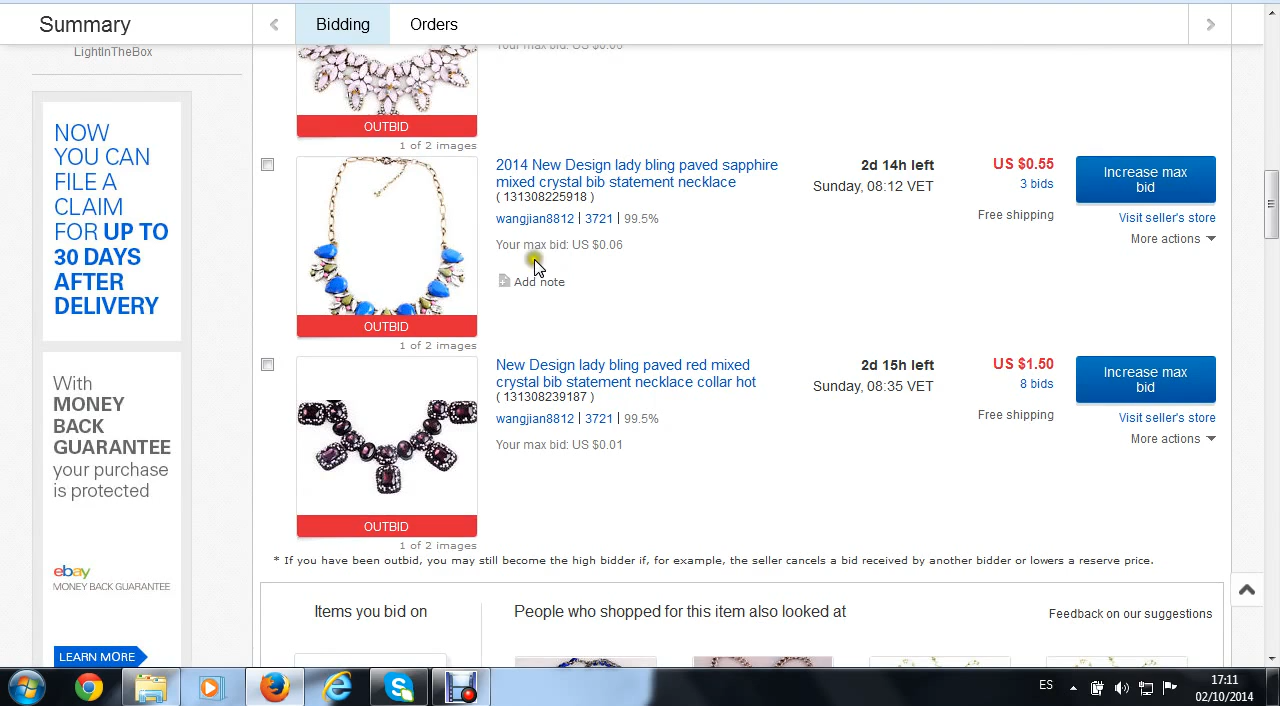 Summary
Bidding
Orders
LightInTheBox
Your max bid: US $0.06
OUTBID
1 of 2 images
NOW
YOU CAN
FILE A
CLAIM
FOR UP TO
30 DAYS
AFTER
DELIVERY
2014 New Design lady bling paved sapphire
mixed crystal bib statement necklace
( 131308225918 )
wangjian8812 | 3721 | 99.5%
Your max bid: US $0.06
Add note
2d 14h left
Sunday, 08:12 VET
US $0.55
3 bids
Free shipping
Increase max
bid
Visit seller's store
More actions
OUTBID
1 of 2 images
With
MONEY
BACK
GUARANTEE
your purchase
is protected
ebay
MONEY BACK GUARANTEE
LEARN MORE
New Design lady bling paved red mixed
crystal bib statement necklace collar hot
( 131308239187 )
wangjian8812 | 3721 | 99.5%
Your max bid: US $0.01
2d 15h left
Sunday, 08:35 VET
US $1.50
8 bids
Free shipping
Increase max
bid
Visit seller's store
More actions
OUTBID
1 of 2 images
* If you have been outbid, you may still become the high bidder if, for example, the seller cancels a bid received by another bidder or lowers a reserve price.
Items you bid on
People who shopped for this item also looked at
Feedback on our suggestions
ES
17:11
02/10/2014